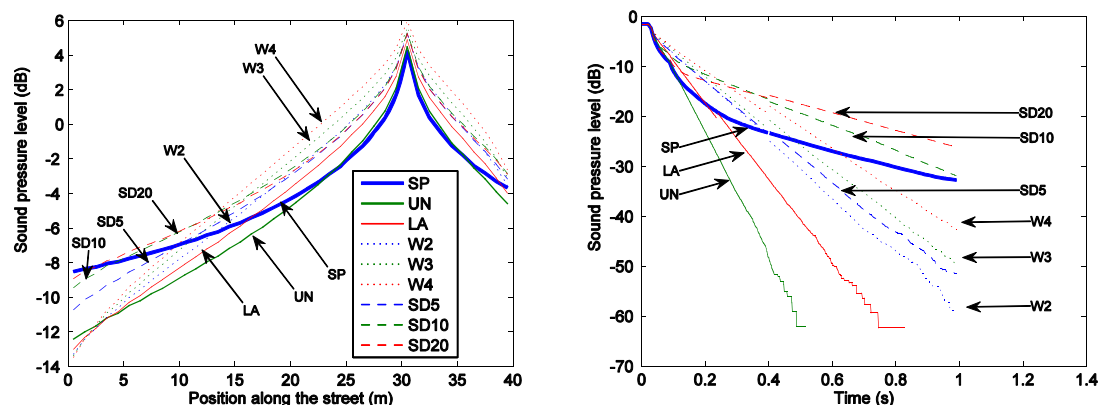 6
4
2
0
-2
-4
-6
-8
-10
-12
-14
Sound pressure level (dB)
0 5 10 15 20 25 30 35 40
Position along the street (m)
W4
W3
W2
SD20
SD5
SD10
LA
UN
SP
SP
UN
LA
W2
W3
W4
SD5
SD10
SD20
0
-10
-20
-30
-40
-50
-60
-70
Sound pressure level (dB)
0 0.2 0.4 0.6 0.8 1 1.2 1.4
Time (s)
SP
LA
UN
SD20
SD10
SD5
W4
W3
W2